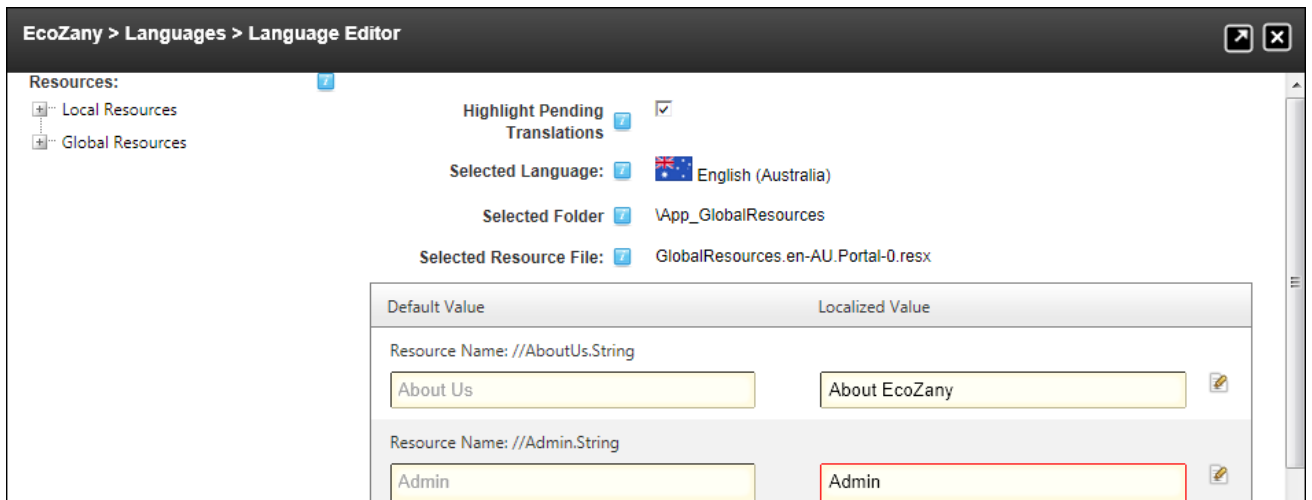 EcoZany > Languages > Language Editor
Resources:
Local Resources
Global Resources
Highlight Pending
Translations
Selected Language:
English (Australia)
Selected Folder
\App_GlobalResources
Selected Resource File:
GlobalResources.en-AU.Portal-0.resx
Default Value
Localized Value
Resource Name: //AboutUs.String
About Us
About EcoZany
Resource Name: //Admin.String
Admin
Admin